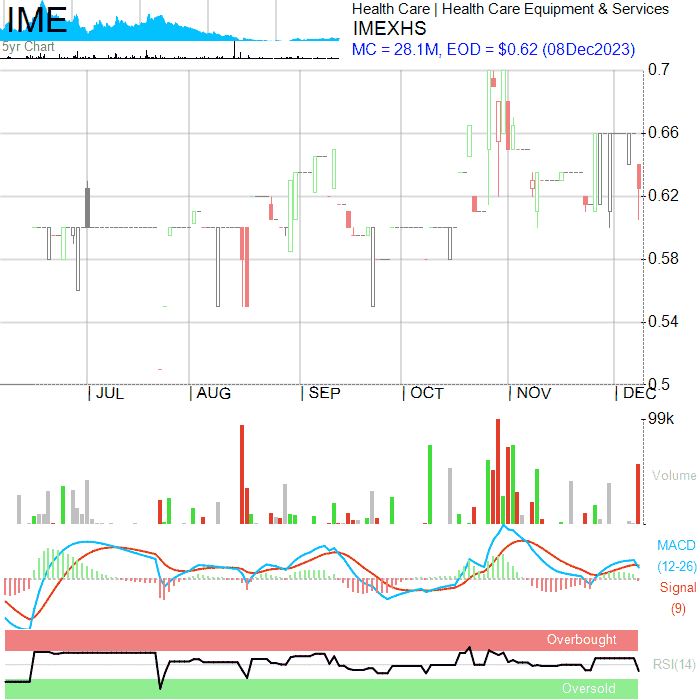 IME
5yr Chart
Health Care | Health Care Equipment & Services
IMEXHS
MC = 28.1M, EOD = $0.62 (08Dec2023)
0.7
0.66
0.62
0.58
0.54
0.5
| JUL | AUG | SEP | OCT | NOV | DEC
99k
Volume
MACD
(12-26)
Signal
(9)
Overbought
RSI(14)
Oversold